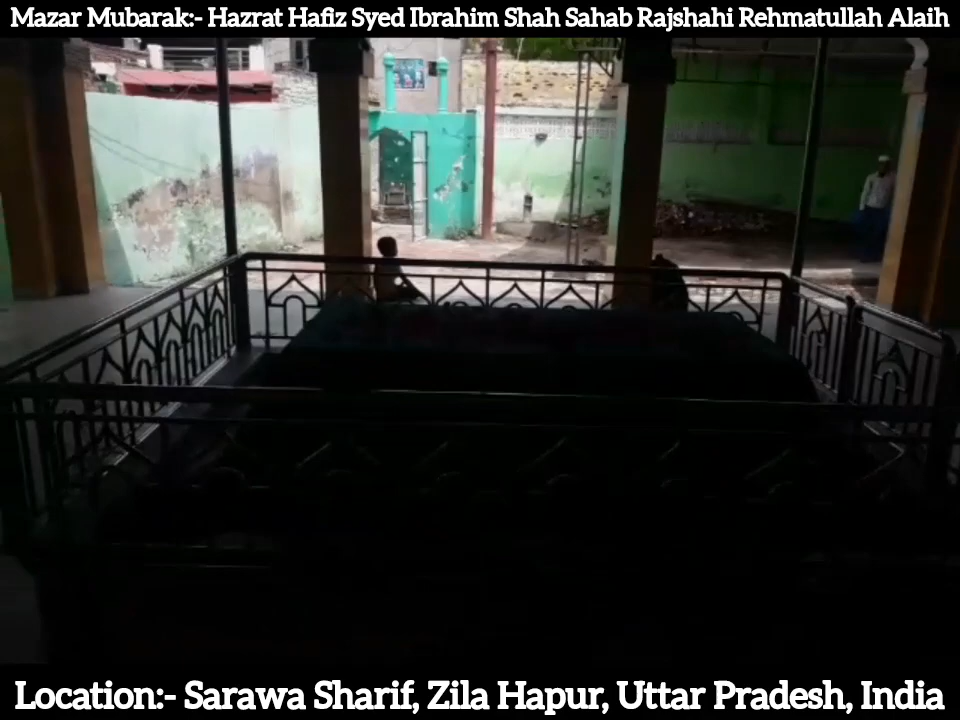 Mazar Mubarak:- Hazrat Hafiz Syed Ibrahim Shah Sahab Rajshahi Rehmatullah Alaih
Location:- Sarawa Sharif, Zila Hapur, Uttar Pradesh, India